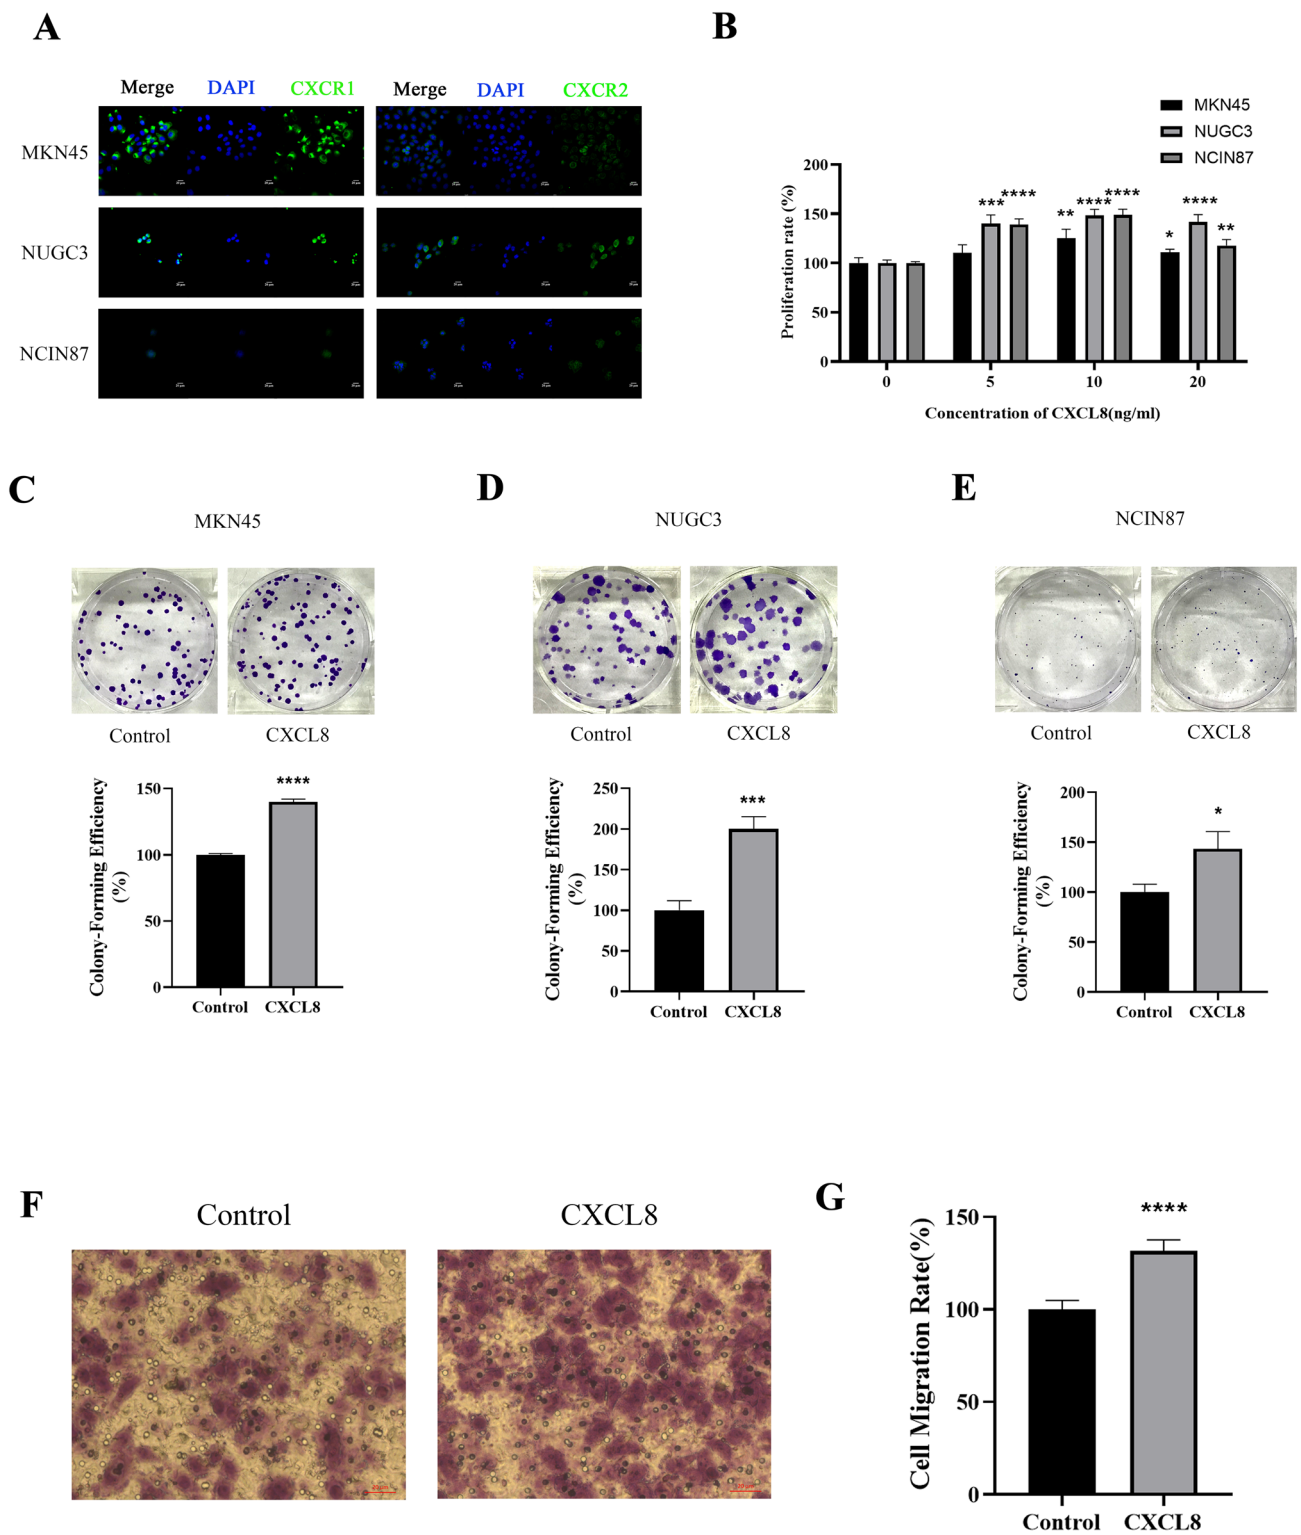 A
Merge DAPI CXCR1 Merge DAPI CXCR2
MKN45
NUGC3
NCIN87
B
MKN45
NUGC3
NCIN87
Proliferation rate (%)
200
150
100
50
0
*** **** ** **** **** * **** **
0 5 10 20
Concentration of CXCL8(ng/ml)
C
MKN45
Control CXCL8
Colony-Forming Efficiency
(%)
150
100
50
0
****
Control CXCL8
D
NUGC3
Control CXCL8
Colony-Forming Efficiency
(%)
250
200
150
100
50
0
***
Control CXCL8
E
NCIN87
Control CXCL8
Colony-Forming Efficiency
(%)
200
150
100
50
0
*
Control CXCL8
F
Control CXCL8
G
Cell Migration Rate(%)
150
100
50
0
****
Control CXCL8